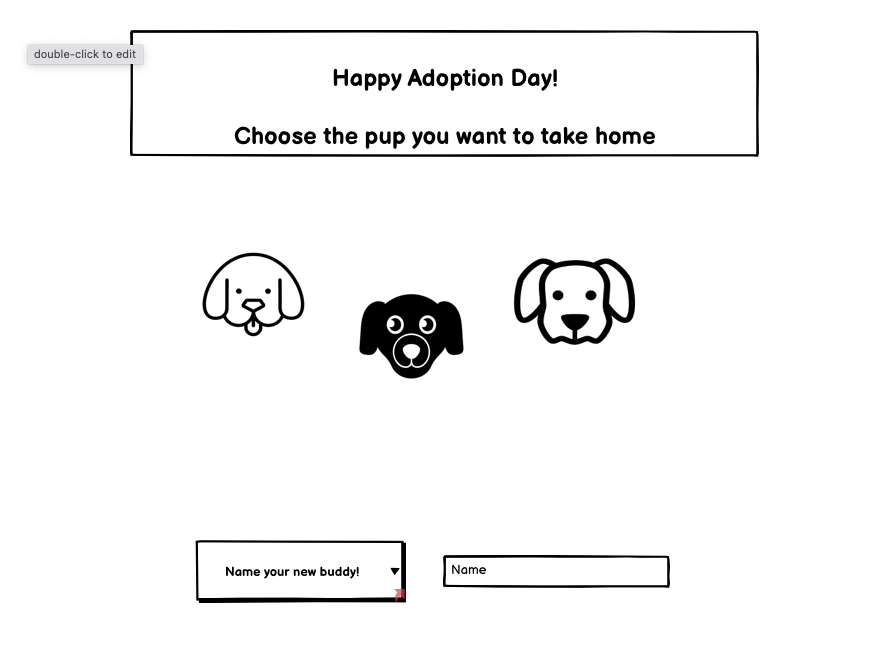 double-click to edit
Happy Adoption Day!
Choose the pup you want to take home
Name your new buddy!
Name